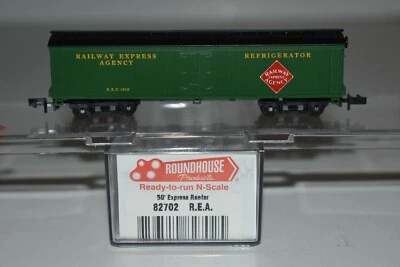 RAILWAY EXPRESS
AGENCY
REFRIGERATOR
RAILWAY
EXPRESS
AGENCY
ROUNDHOUSE
Products
Ready-to-run N-Scale
50' Express Reefer
82702 R.E.A.